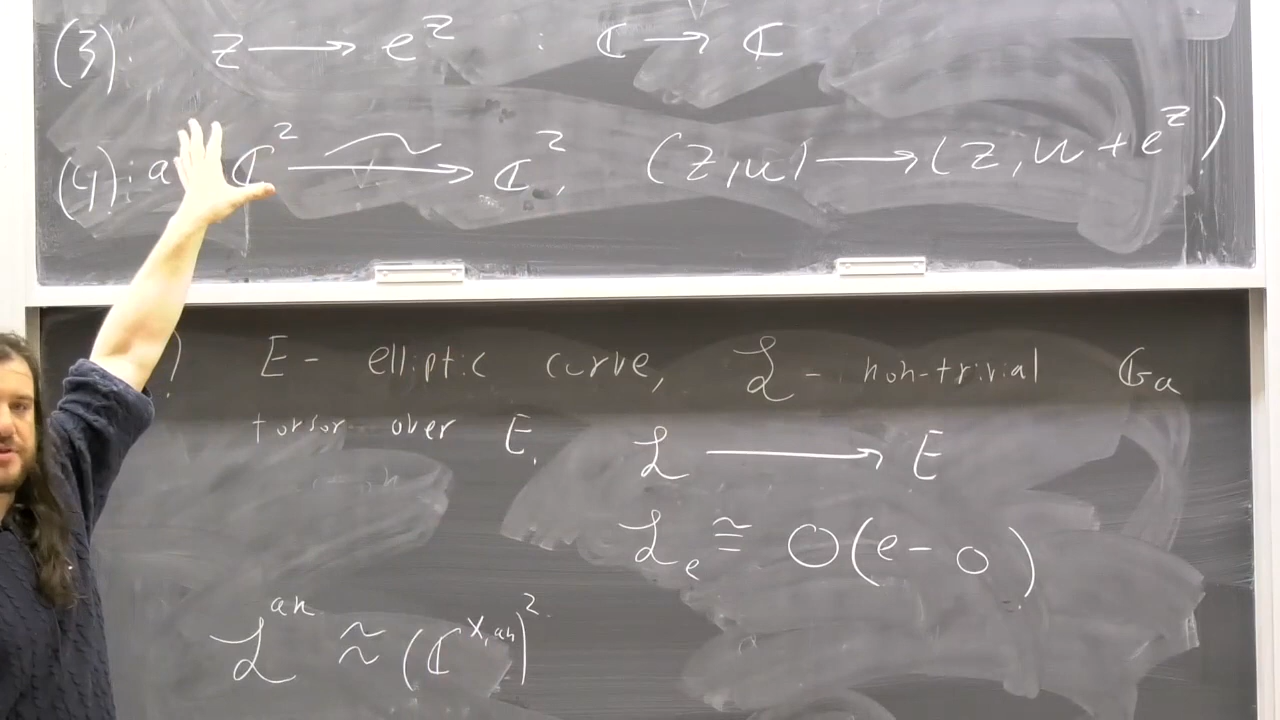 (3): z ⟶ e^z : ℂ → ℂ
(4): a ℂ² ⟶ ℂ², (z, u) ⟶ (z, u + e^z)
) E - elliptic curve, ℒ - non-trivial 𝔾a
torsor over E. ℒ ⟶ E
ℒ_e ≅ O(e - o)
ℒ^an ≈ (ℂ^{×,an})².